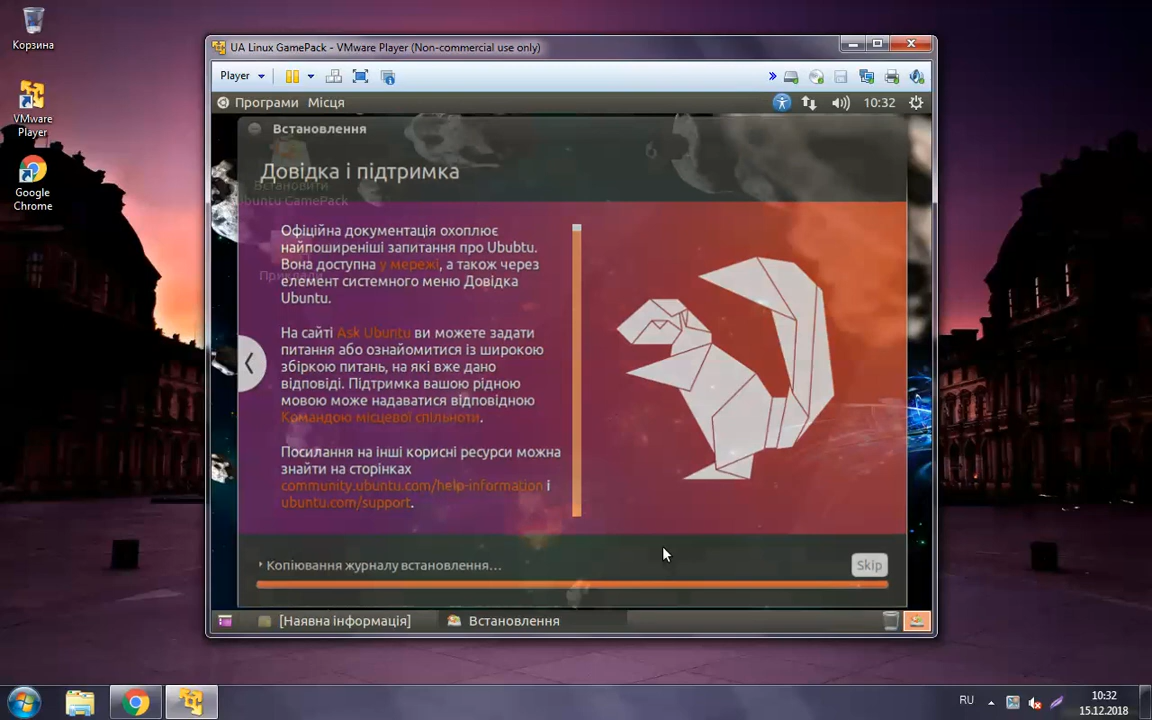 Корзина
VMware
Player
Google
Chrome
UA Linux GamePack - VMware Player (Non-commercial use only)
Player
Програми Місця
10:32
Встановлення
Довідка і підтримка
Встановити
Ubuntu GamePack
Офіційна документація охоплює
найпоширеніші запитання про Ububtu.
Вона доступна у мережі, а також через
елемент системного меню Довідка
Ubuntu.
На сайті Ask Ubuntu ви можете задати
питання або ознайомитися із широкою
збіркою питань, на які вже дано
відповіді. Підтримка вашою рідною
мовою може надаватися відповідною
Командою місцевої спільноти.
Посилання на інші корисні ресурси можна
знайти на сторінках
community.ubuntu.com/help-information і
ubuntu.com/support.
Копіювання журналу встановлення...
Skip
[Наявна інформація]
Встановлення
RU
10:32
15.12.2018